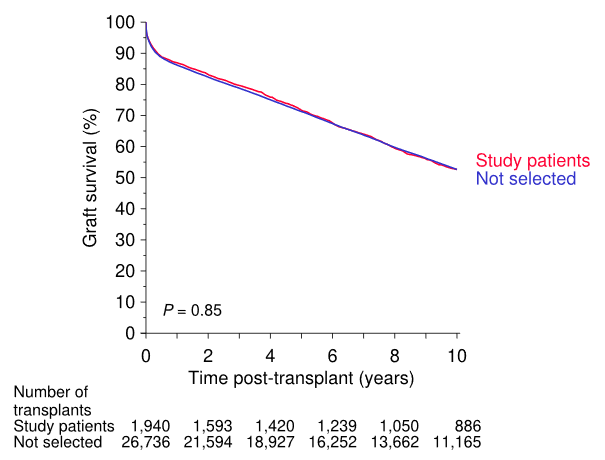 100
90
80
70
60
50
40
30
20
10
0
Graft survival (%)
Study patients
Not selected
P = 0.85
0 2 4 6 8 10
Time post-transplant (years)
Number of
transplants
Study patients 1,940 1,593 1,420 1,239 1,050 886
Not selected 26,736 21,594 18,927 16,252 13,662 11,165